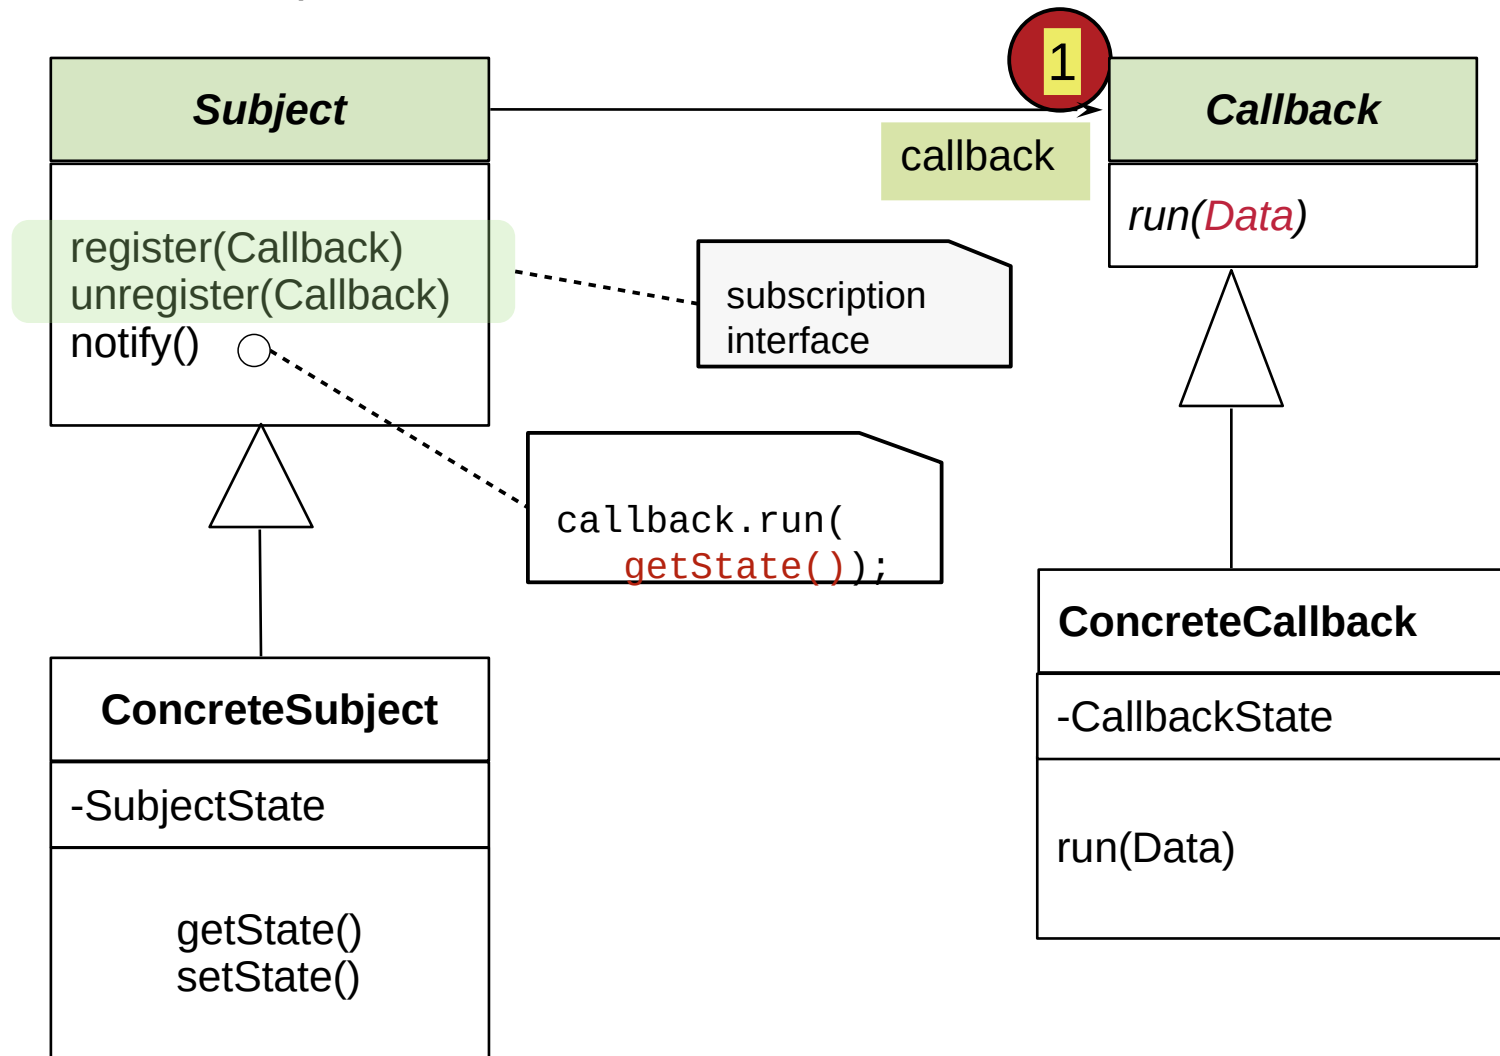 1
Subject
Callback
callback
run(Data)
register(Callback)
unregister(Callback)
notify()
subscription
interface
callback.run(
getState());
ConcreteCallback
-CallbackState
run(Data)
ConcreteSubject
-SubjectState
getState()
setState()